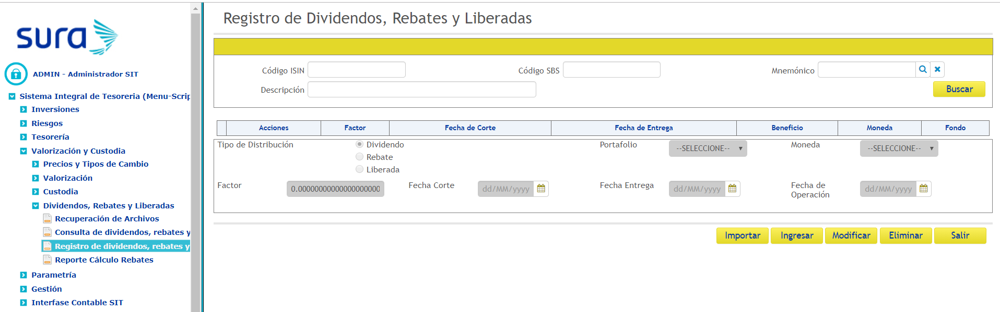 sura
ADMIN - Administrador SIT
Sistema Integral de Tesoreria (Menu-Scrip
Inversiones
Riesgos
Tesorería
Valorización y Custodia
Precios y Tipos de Cambio
Valorización
Custodia
Dividendos, Rebates y Liberadas
Recuperación de Archivos
Consulta de dividendos, rebates y
Registro de dividendos, rebates y
Reporte Cálculo Rebates
Parametría
Gestión
Interfase Contable SIT
Registro de Dividendos, Rebates y Liberadas
Código ISIN Código SBS Mnemónico
Descripción Buscar
Acciones Factor Fecha de Corte Fecha de Entrega Beneficio Moneda Fondo
Tipo de Distribución Dividendo Portafolio --SELECCIONE-- Moneda --SELECCIONE--
Rebate
Liberada
Factor 0.00000000000000000000 Fecha Corte dd/MM/yyyy Fecha Entrega dd/MM/yyyy Fecha de dd/MM/yyyy
Operación
Importar Ingresar Modificar Eliminar Salir